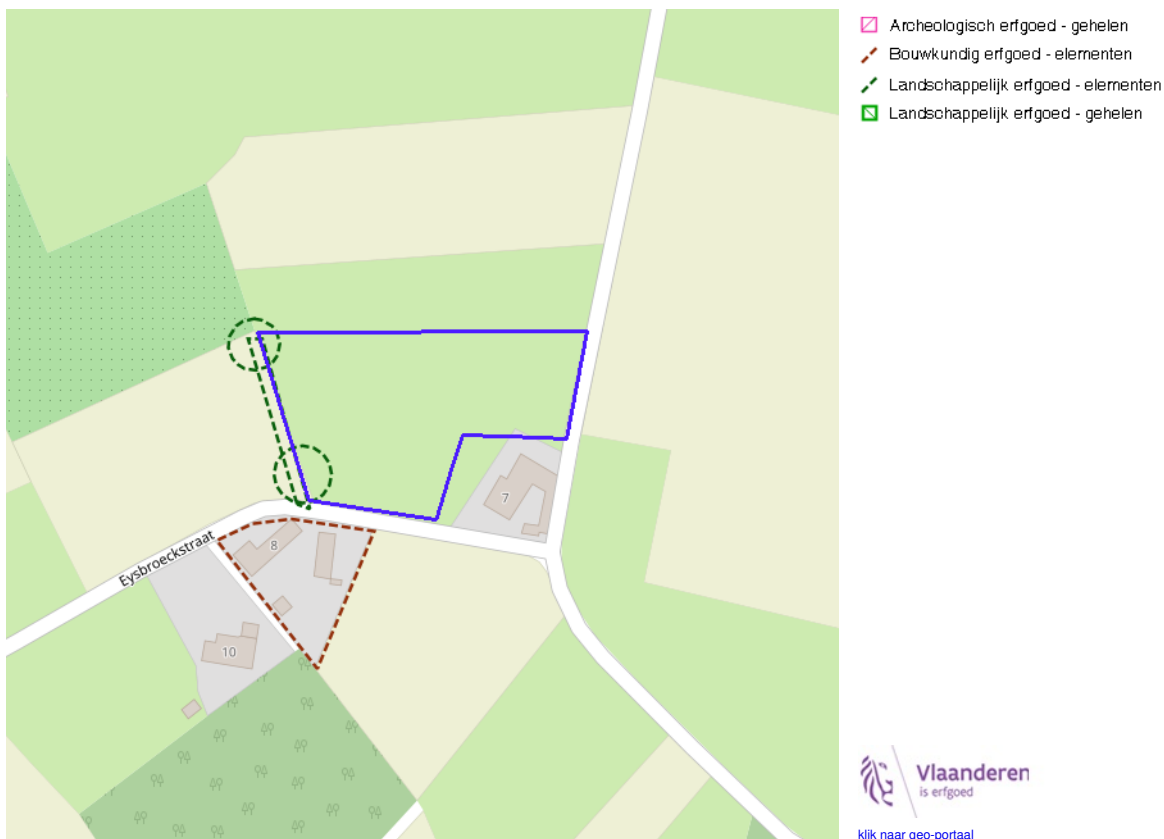 Archeologisch erfgoed - gehelen
Bouwkundig erfgoed - elementen
Landschappelijk erfgoed - elementen
Landschappelijk erfgoed - gehelen
7
8
Eysbroeckstraat
10
Vlaanderen
is erfgoed
klik naar geo-portaal